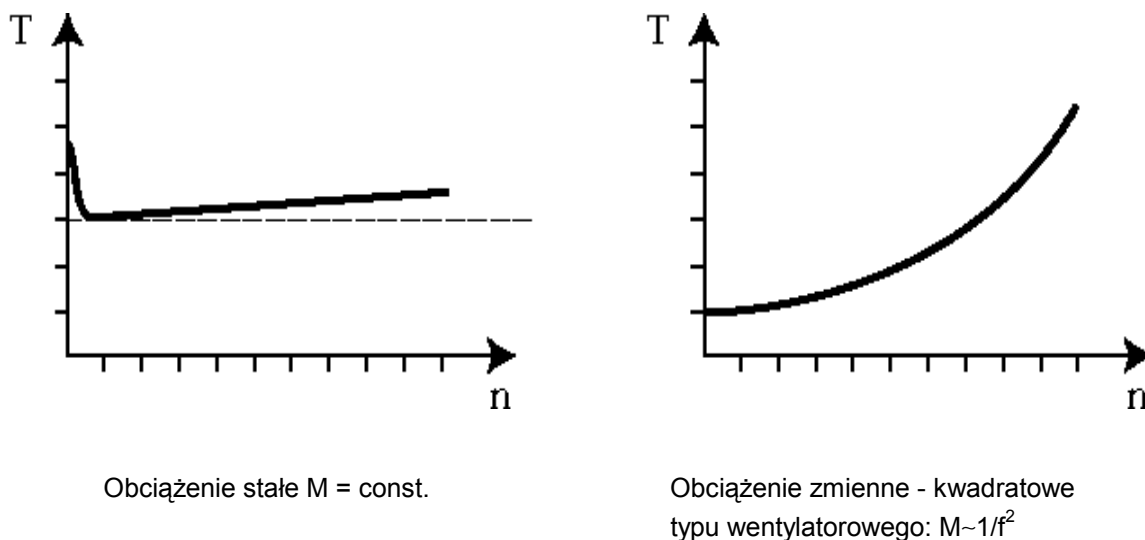 T
n
T
n
Obciążenie stałe M = const.
Obciążenie zmienne - kwadratowe
typu wentylatorowego: M~1/f²